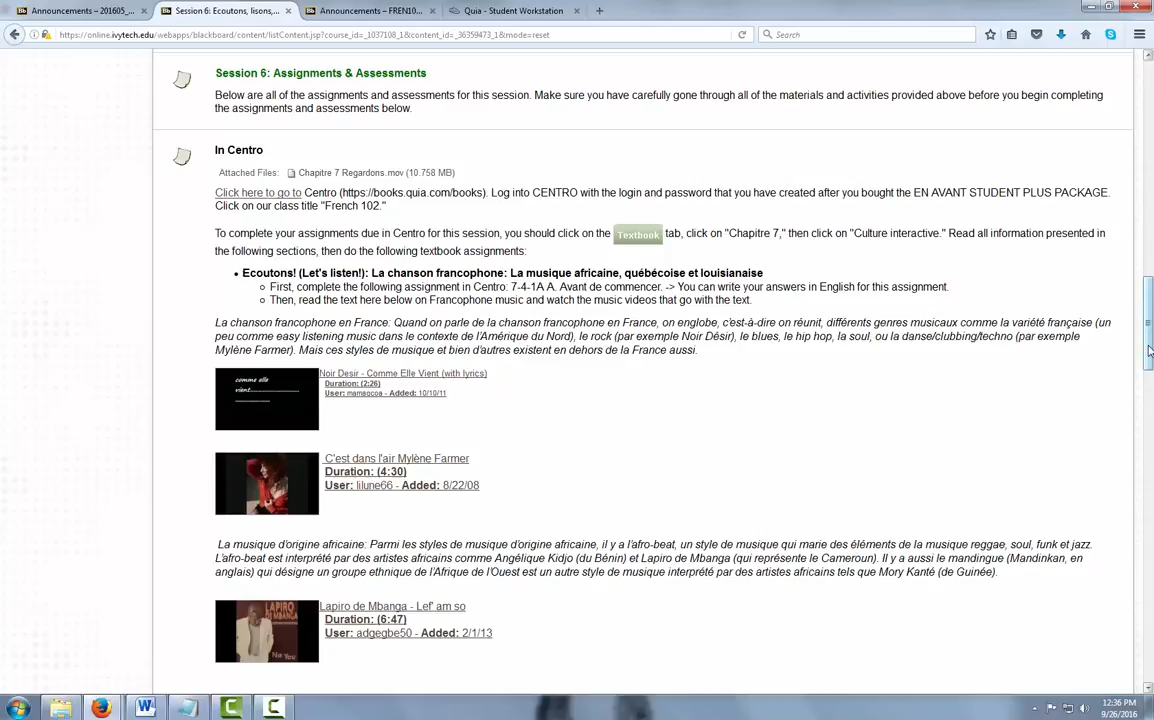 Announcements – 201605_...
Session 6: Ecoutons, lisons,...
Announcements – FREN10...
Quia - Student Workstation
https://online.ivytech.edu/webapps/blackboard/content/listContent.jsp?course_id=_1037108_1&content_id=_36359473_1&mode=reset
Search
Session 6: Assignments & Assessments
Below are all of the assignments and assessments for this session. Make sure you have carefully gone through all of the materials and activities provided above before you begin completing
the assignments and assessments below.
In Centro
Attached Files: Chapitre 7 Regardons.mov (10.758 MB)
Click here to go to Centro (https://books.quia.com/books). Log into CENTRO with the login and password that you have created after you bought the EN AVANT STUDENT PLUS PACKAGE.
Click on our class title "French 102."
To complete your assignments due in Centro for this session, you should click on the Textbook tab, click on "Chapitre 7," then click on "Culture interactive." Read all information presented in
the following sections, then do the following textbook assignments:
• Ecoutons! (Let's listen!): La chanson francophone: La musique africaine, québécoise et louisianaise
First, complete the following assignment in Centro: 7-4-1A A. Avant de commencer. -> You can write your answers in English for this assignment.
Then, read the text here below on Francophone music and watch the music videos that go with the text.
La chanson francophone en France: Quand on parle de la chanson francophone en France, on englobe, c'est-à-dire on réunit, différents genres musicaux comme la variété française (un
peu comme easy listening music dans le contexte de l'Amérique du Nord), le rock (par exemple Noir Désir), le blues, le hip hop, la soul, ou la danse/clubbing/techno (par exemple
Mylène Farmer). Mais ces styles de musique et bien d'autres existent en dehors de la France aussi.
comme elle
vient
Noir Desir - Comme Elle Vient (with lyrics)
Duration: (2:26)
User: mamaocoa - Added: 10/10/11
C'est dans l'air Mylène Farmer
Duration: (4:30)
User: lilune66 - Added: 8/22/08
La musique d'origine africaine: Parmi les styles de musique d'origine africaine, il y a l'afro-beat, un style de musique qui marie des éléments de la musique reggae, soul, funk et jazz.
L'afro-beat est interprété par des artistes africains comme Angélique Kidjo (du Bénin) et Lapiro de Mbanga (qui représente le Cameroun). Il y a aussi le mandingue (Mandinkan, en
anglais) qui désigne un groupe ethnique de l'Afrique de l'Ouest est un autre style de musique interprété par des artistes africains tels que Mory Kanté (de Guinée).
LAPIRO
DE MBANGA
Lapiro de Mbanga - Lef' am so
Duration: (6:47)
User: adgegbe50 - Added: 2/1/13
12:36 PM
9/26/2016